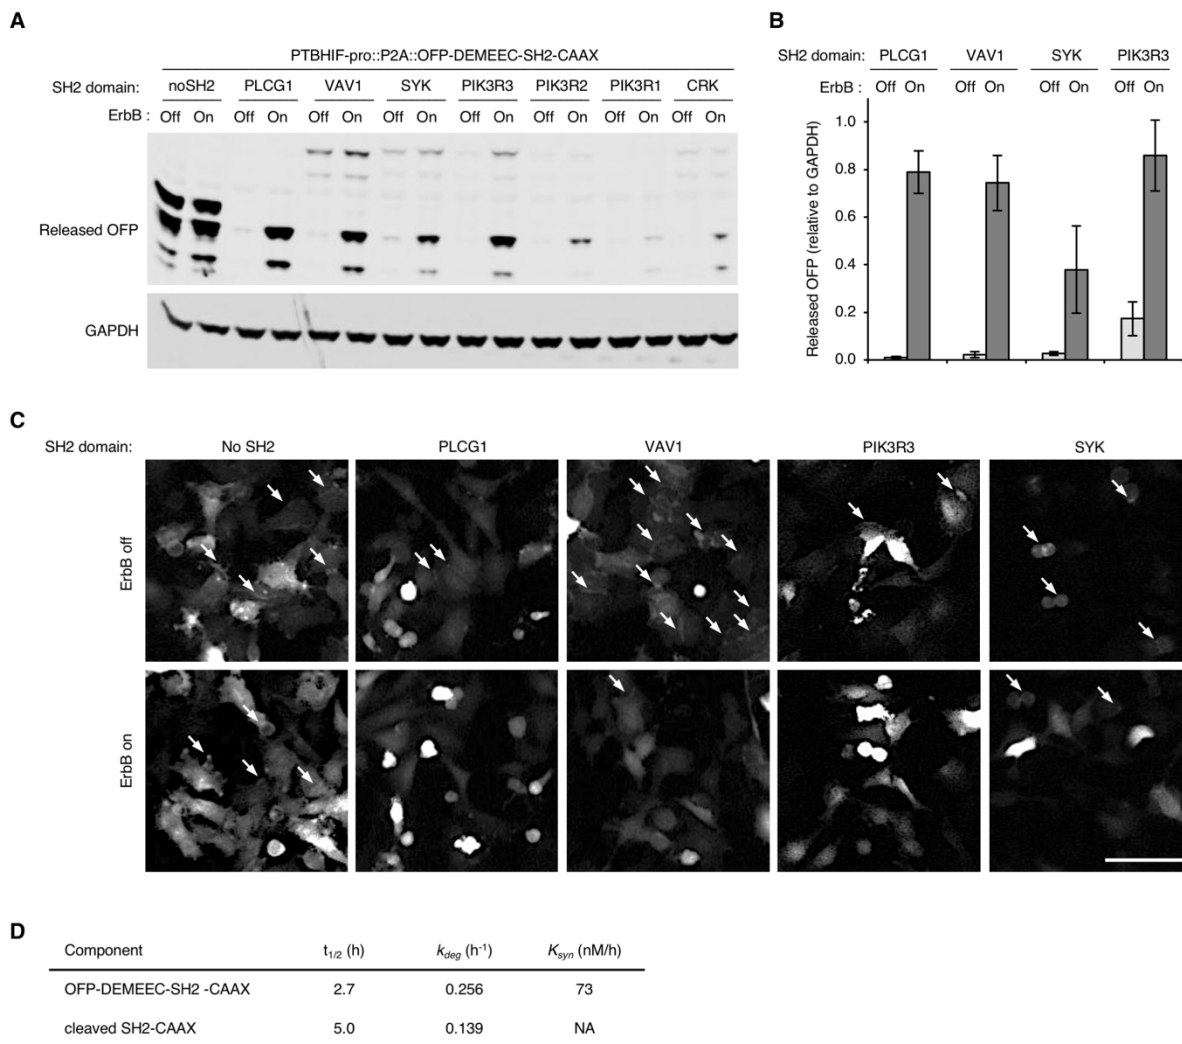 A
PTBHIF-pro::P2A::OFP-DEMEEC-SH2-CAAX
SH2 domain: noSH2 PLCG1 VAV1 SYK PIK3R3 PIK3R2 PIK3R1 CRK
ErbB : Off On Off On Off On Off On Off On Off On Off On Off On
Released OFP
GAPDH
B
SH2 domain: PLCG1 VAV1 SYK PIK3R3
ErbB : Off On Off On Off On Off On
Released OFP (relative to GAPDH)
1.0
0.8
0.6
0.4
0.2
0.0
C
SH2 domain: No SH2 PLCG1 VAV1 PIK3R3 SYK
ErbB off
ErbB on
D
Component t1/2 (h) kdeg (h-1) Ksyn (nM/h)
OFP-DEMEEC-SH2 -CAAX 2.7 0.256 73
cleaved SH2-CAAX 5.0 0.139 NA